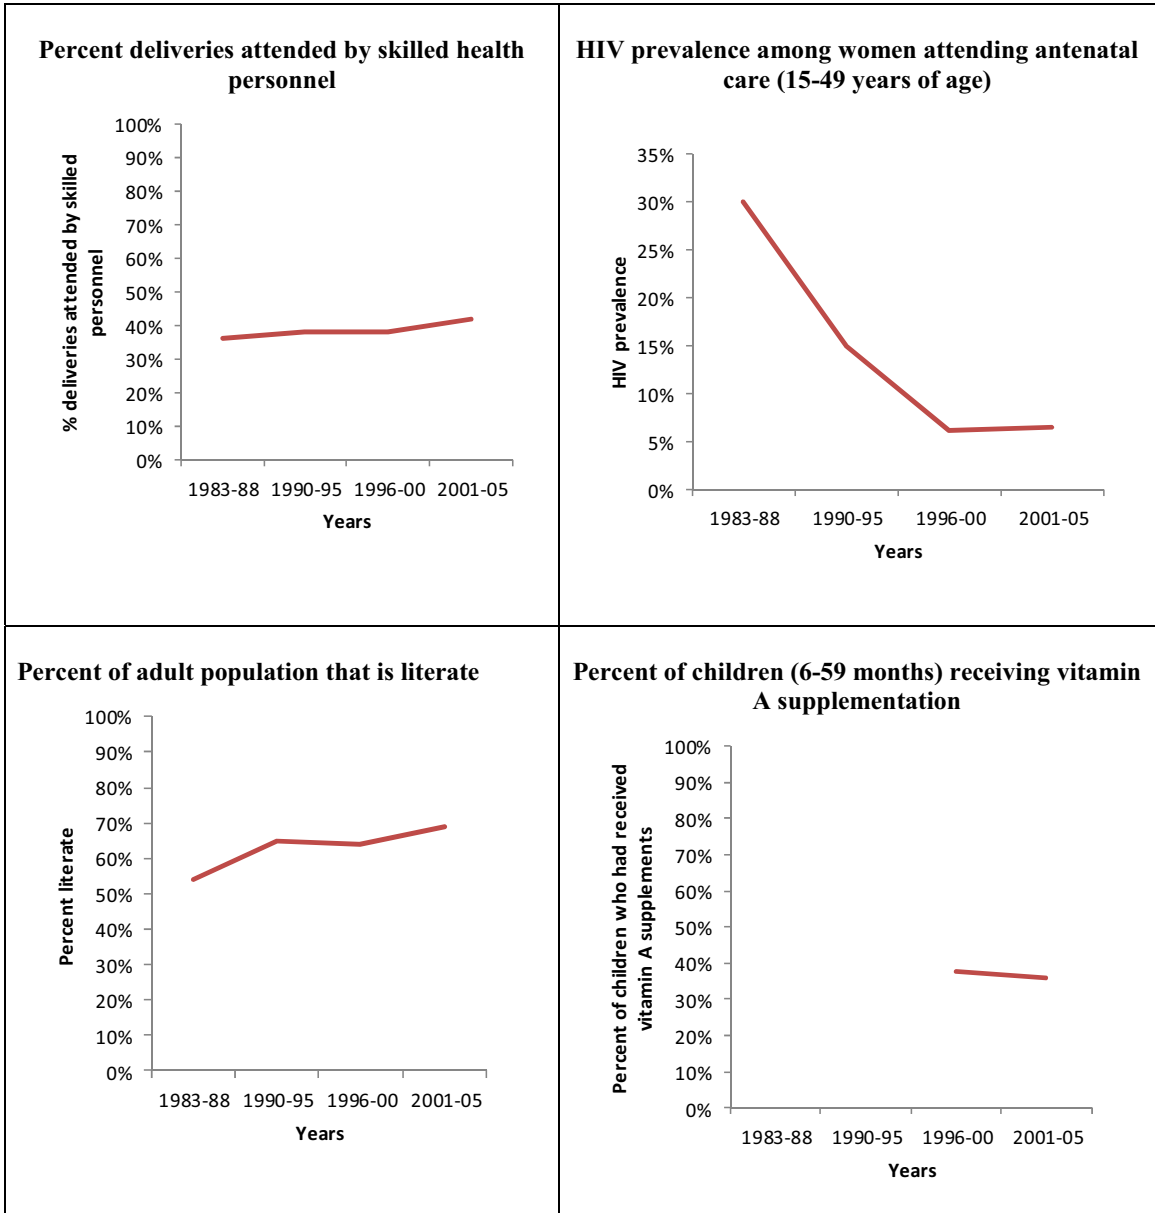 Percent deliveries attended by skilled health
personnel
100%
90%
80%
70%
60%
50%
40%
30%
20%
10%
0%
% deliveries attended by skilled
personnel
1983-88 1990-95 1996-00 2001-05
Years
HIV prevalence among women attending antenatal
care (15-49 years of age)
35%
30%
25%
20%
15%
10%
5%
0%
HIV prevalence
1983-88 1990-95 1996-00 2001-05
Years
Percent of adult population that is literate
100%
90%
80%
70%
60%
50%
40%
30%
20%
10%
0%
Percent literate
1983-88 1990-95 1996-00 2001-05
Years
Percent of children (6-59 months) receiving vitamin
A supplementation
100%
90%
80%
70%
60%
50%
40%
30%
20%
10%
0%
Percent of children who had received
vitamin A supplements
1983-88 1990-95 1996-00 2001-05
Years